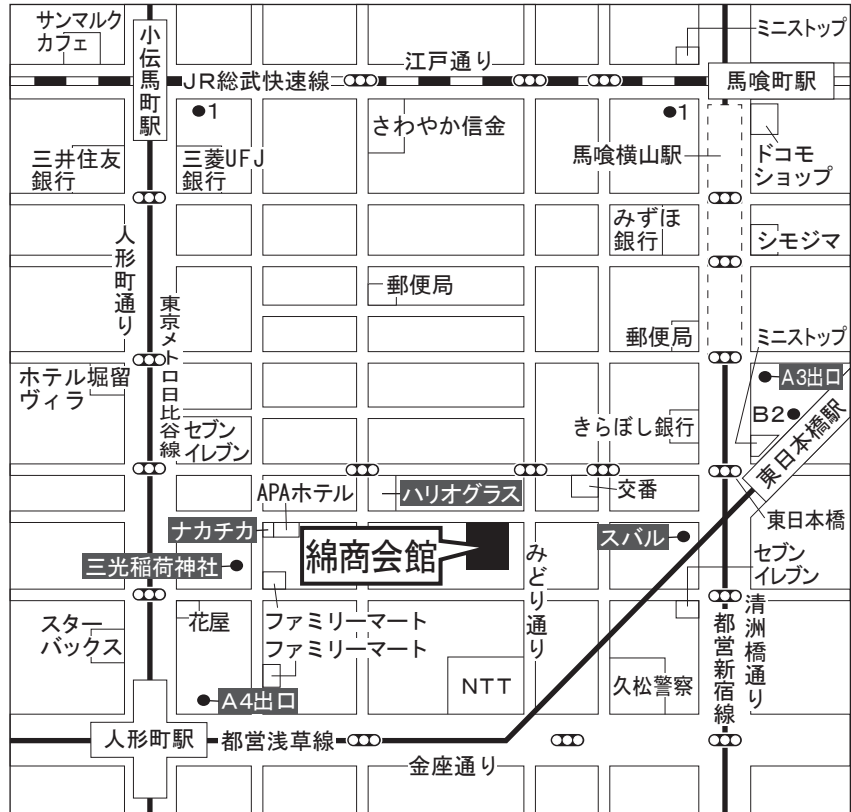 サンマルク
カフェ
小伝馬町駅
JR総武快速線
江戸通り
ミニストップ
馬喰町駅
●1
さわやか信金
●1
三井住友
銀行
三菱UFJ
銀行
馬喰横山駅
ドコモ
ショップ
みずほ
銀行
シモジマ
人形町通り
東京メトロ日比谷線
郵便局
郵便局
ミニストップ
ホテル堀留
ヴィラ
A3出口
B2●
東日本橋駅
セブン
イレブン
きらぼし銀行
APAホテル
ハリオグラス
交番
東日本橋
ナカチカ
綿商会館
みどり通り
スバル
三光稲荷神社
セブン
イレブン
スター
バックス
花屋
ファミリーマート
ファミリーマート
NTT
久松警察
都営新宿線
清洲橋通り
A4出口
人形町駅
都営浅草線
金座通り